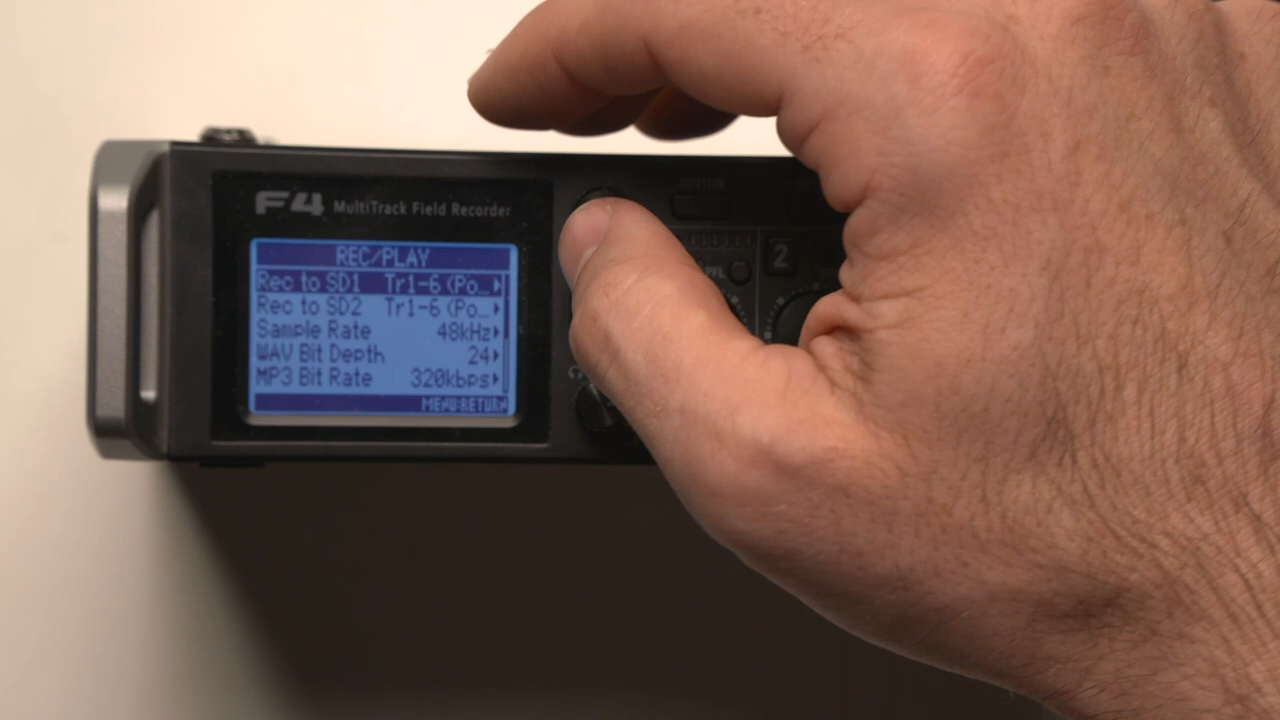 F4 MultiTrack Field Recorder
REC/PLAY
Rec to SD1 Tr1-6 (Po...
Rec to SD2 Tr1-6 (Po...
Sample Rate 48kHz
WAV Bit Depth 24
MP3 Bit Rate 320kbps
MENU:RETURN
PFL
2